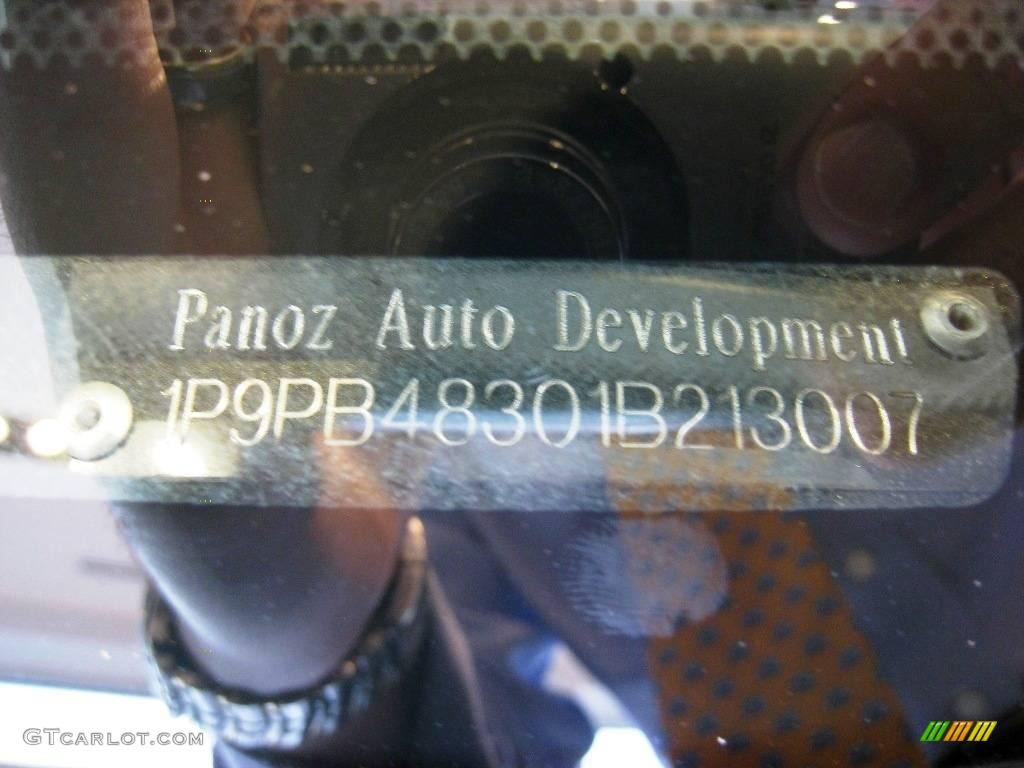 Panoz Auto Development
1P9PB48301B213007
GTCARLOT.COM